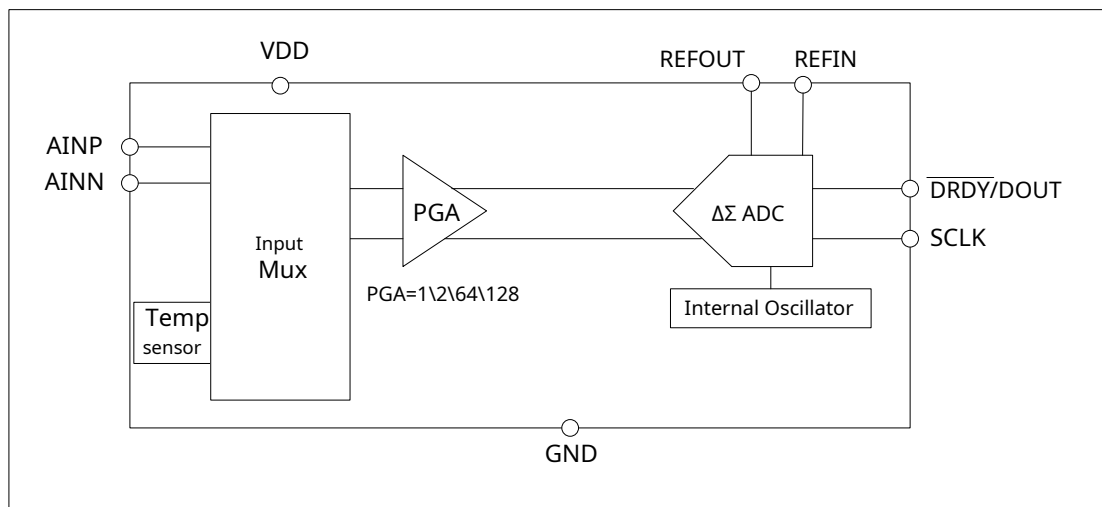 VDD
REFOUT REFIN
AINP
AINN
DRDY/DOUT
PGA
ΔΣ ADC
SCLK
Input
Mux
PGA=1\2\64\128
Internal Oscillator
Temp
sensor
GND